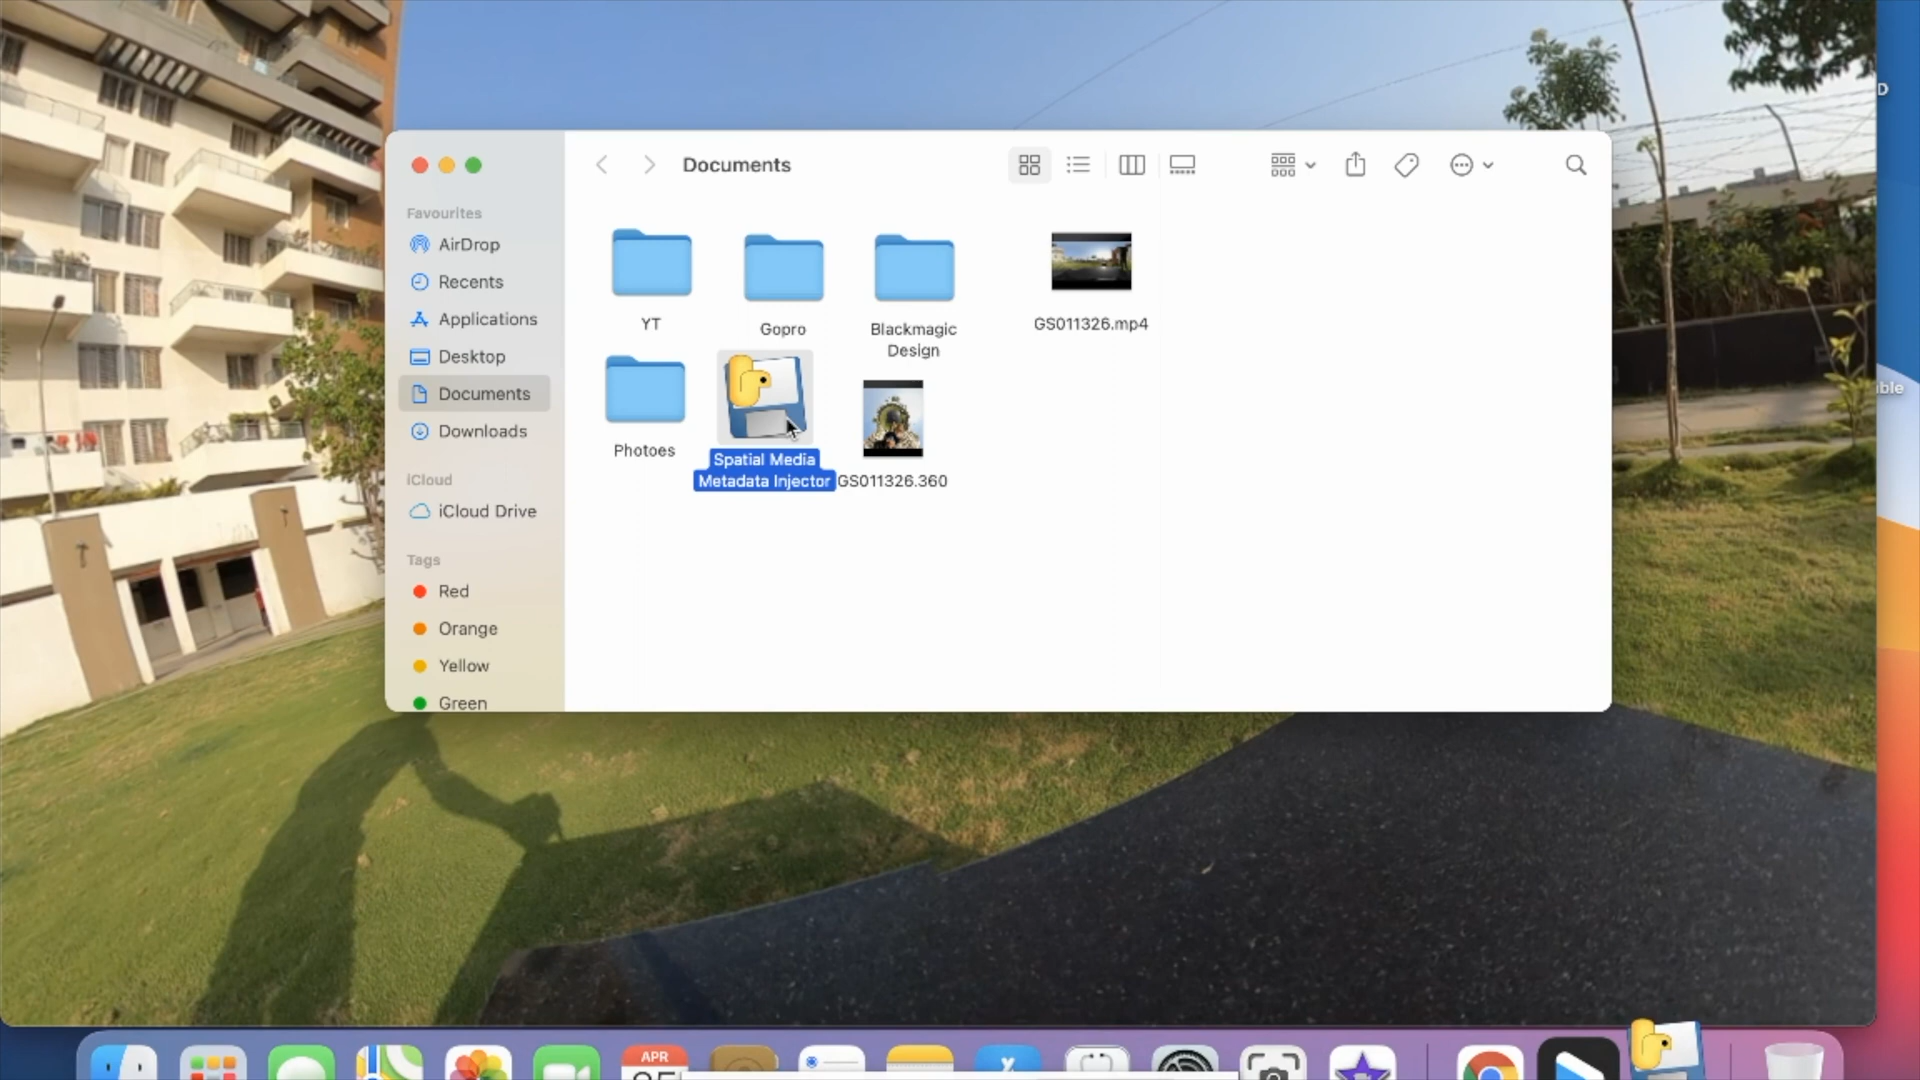 Documents
Favourites
AirDrop
Recents
Applications
Desktop
Documents
Downloads
iCloud
iCloud Drive
Tags
Red
Orange
Yellow
Green
YT
Gopro
Blackmagic
Design
GS011326.mp4
Photoes
Spatial Media
Metadata Injector
GS011326.360
D
APR